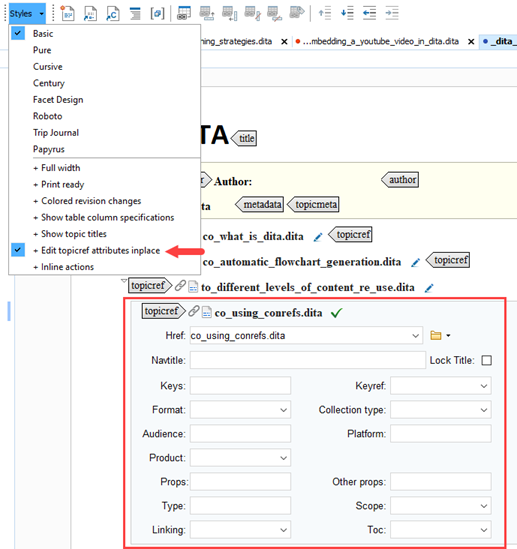 Styles
Basic
Pure
Cursive
Century
Facet Design
Roboto
Trip Journal
Papyrus
+ Full width
+ Print ready
+ Colored revision changes
+ Show table column specifications
+ Show topic titles
+ Edit topicref attributes inplace
+ Inline actions
ning_strategies.dita
...mbedding_a_youtube_video_in_dita.dita
_dita_
TA title
r Author: author
ta metadata topicmeta
co_what_is_dita.dita topicref
co_automatic_flowchart_generation.dita topicref
topicref to_different_levels_of_content_re_use.dita
topicref co_using_conrefs.dita
Href: co_using_conrefs.dita
Navtitle: Lock Title:
Keys: Keyref:
Format: Collection type:
Audience: Platform:
Product:
Props: Other props:
Type: Scope:
Linking: Toc: